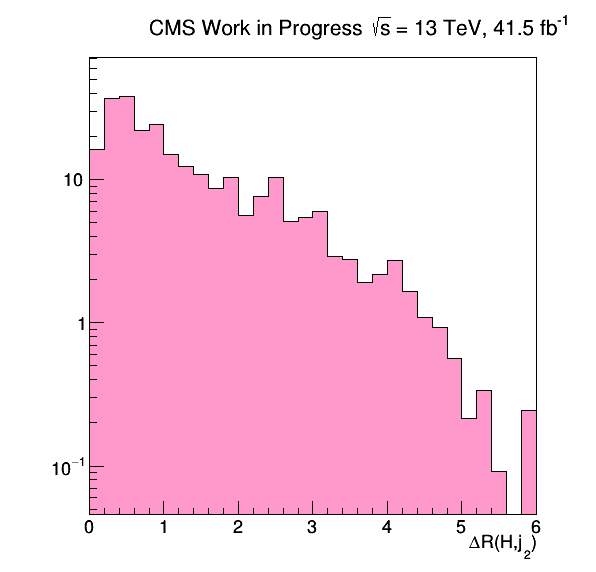 CMS Work in Progress √s = 13 TeV, 41.5 fb⁻¹
10
1
10⁻¹
0 1 2 3 4 5 6
ΔR(H,j₂)